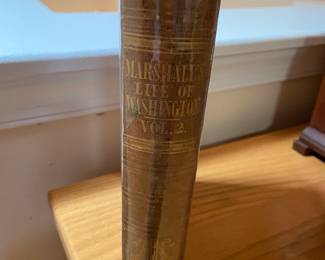 MARSHALL'S
LIFE OF
WASHINGTON
VOL. 2.